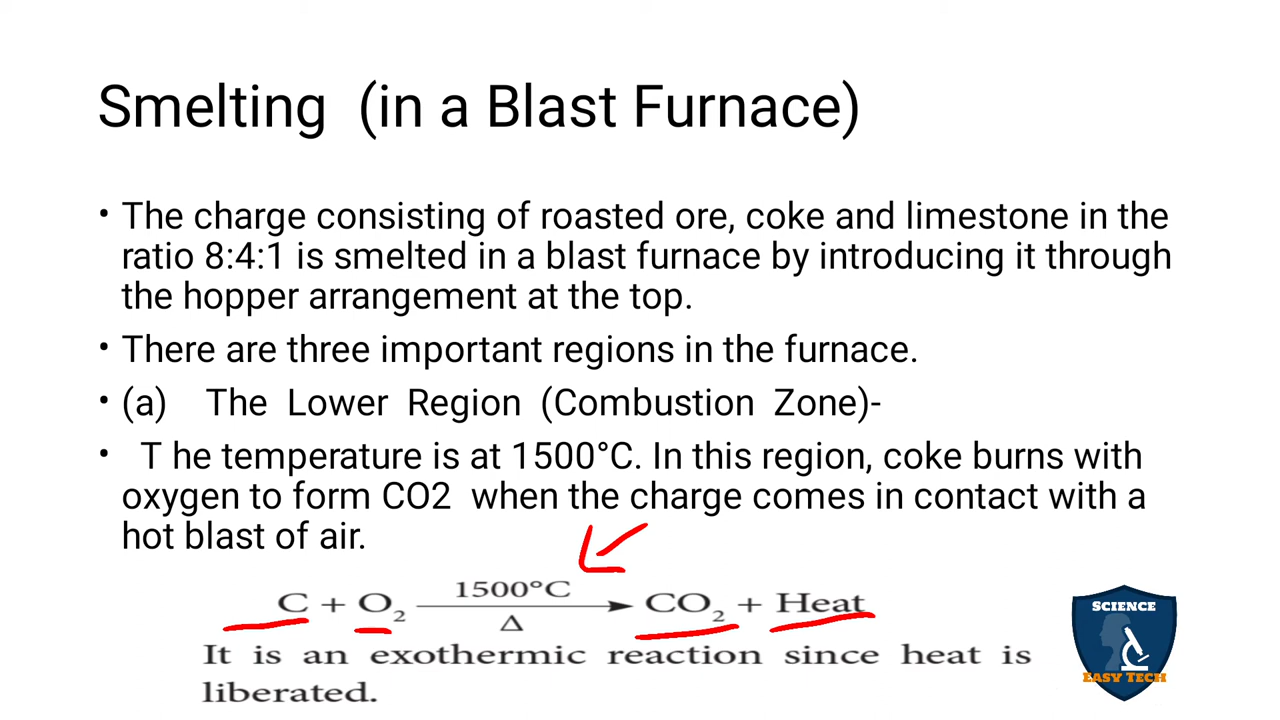 Smelting (in a Blast Furnace)
• The charge consisting of roasted ore, coke and limestone in the
ratio 8:4:1 is smelted in a blast furnace by introducing it through
the hopper arrangement at the top.
• There are three important regions in the furnace.
• (a) The Lower Region (Combustion Zone)-
• T he temperature is at 1500°C. In this region, coke burns with
oxygen to form CO2 when the charge comes in contact with a
hot blast of air.
1500°C
C + O₂ ⟶ CO₂ + Heat
Δ
It is an exothermic reaction since heat is
liberated.
SCIENCE
EASY TECH